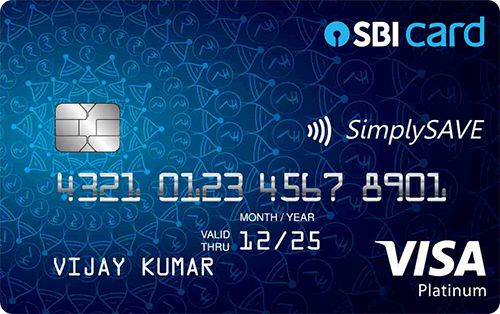 SBI card
SimplySAVE
4321 0123 4567 8901
MONTH / YEAR
VALID THRU 12/25
VIJAY KUMAR
VISA
Platinum